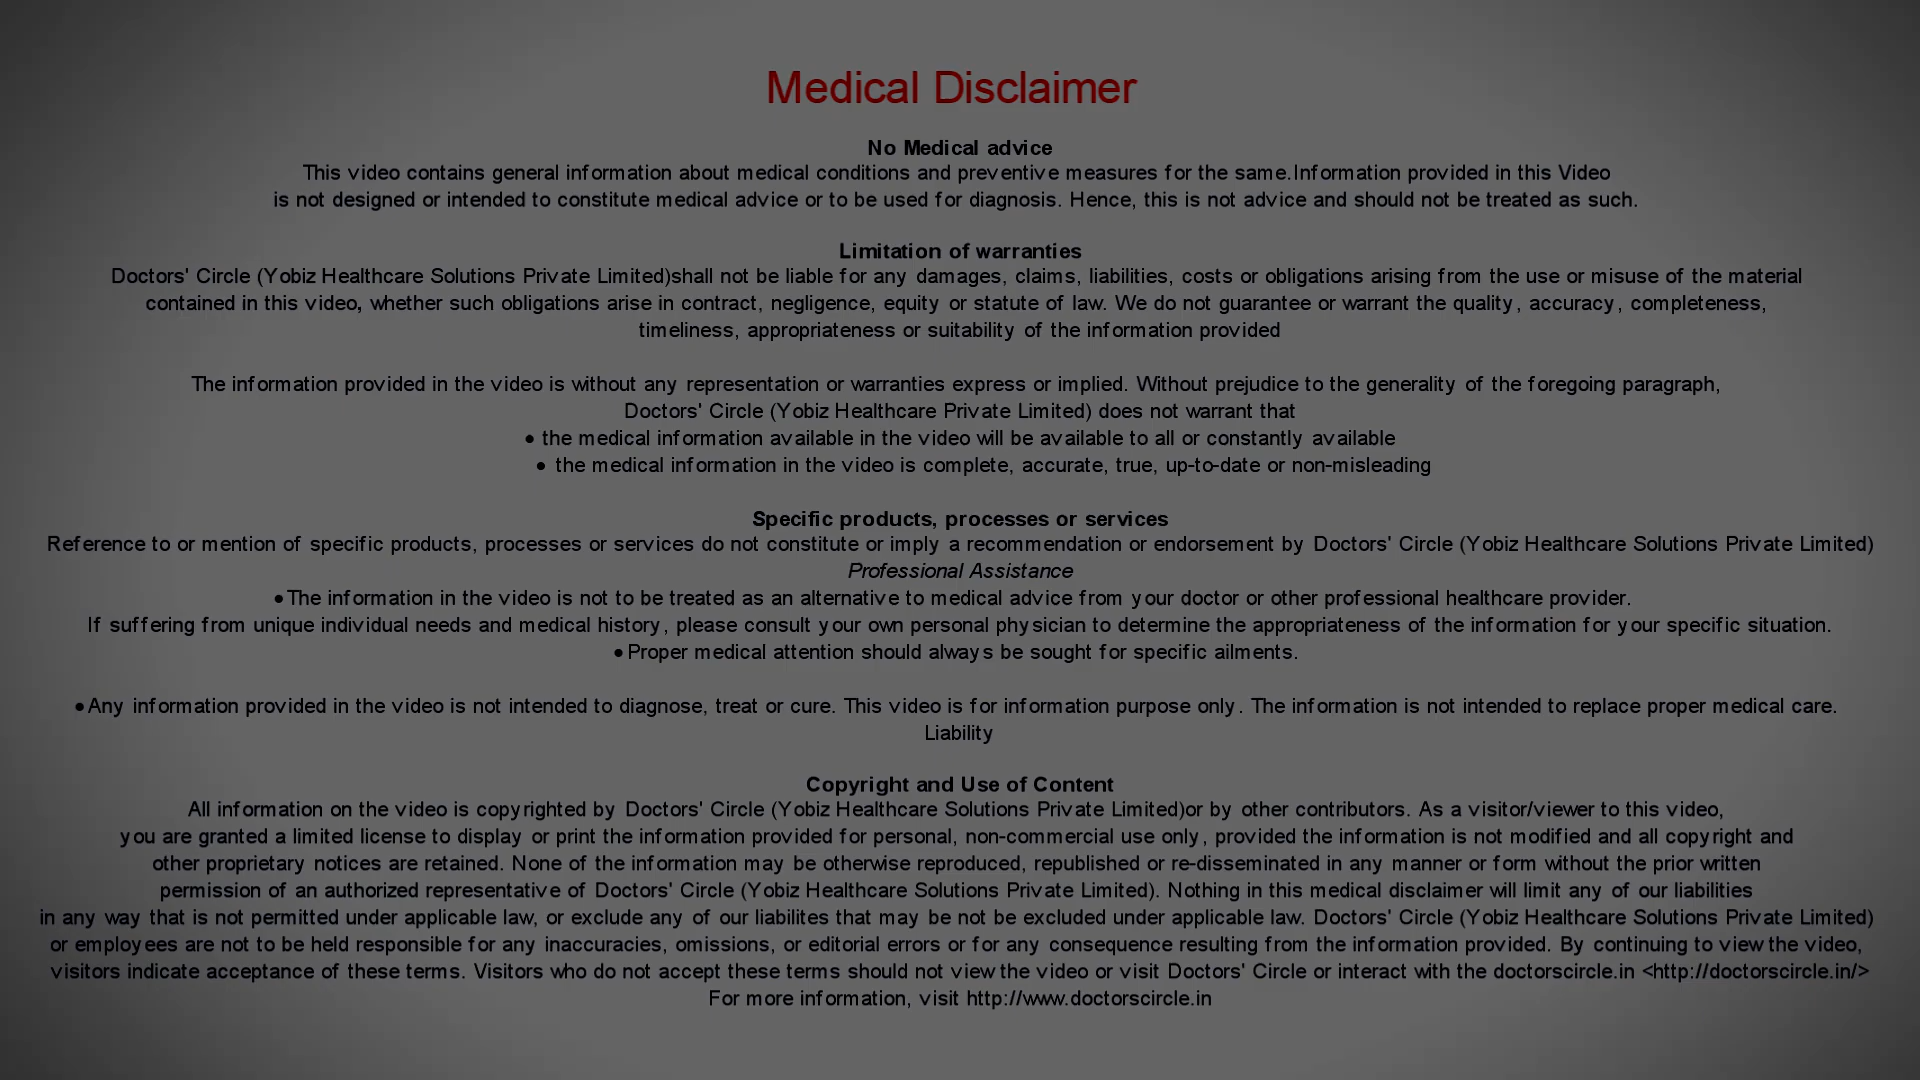 Medical Disclaimer
No Medical advice
This video contains general information about medical conditions and preventive measures for the same.Information provided in this Video
is not designed or intended to constitute medical advice or to be used for diagnosis. Hence, this is not advice and should not be treated as such.
Limitation of warranties
Doctors' Circle (Yobiz Healthcare Solutions Private Limited)shall not be liable for any damages, claims, liabilities, costs or obligations arising from the use or misuse of the material
contained in this video, whether such obligations arise in contract, negligence, equity or statute of law. We do not guarantee or warrant the quality, accuracy, completeness,
timeliness, appropriateness or suitability of the information provided
The information provided in the video is without any representation or warranties express or implied. Without prejudice to the generality of the foregoing paragraph,
Doctors' Circle (Yobiz Healthcare Private Limited) does not warrant that
● the medical information available in the video will be available to all or constantly available
● the medical information in the video is complete, accurate, true, up-to-date or non-misleading
Specific products, processes or services
Reference to or mention of specific products, processes or services do not constitute or imply a recommendation or endorsement by Doctors' Circle (Yobiz Healthcare Solutions Private Limited)
Professional Assistance
●The information in the video is not to be treated as an alternative to medical advice from your doctor or other professional healthcare provider.
If suffering from unique individual needs and medical history, please consult your own personal physician to determine the appropriateness of the information for your specific situation.
●Proper medical attention should always be sought for specific ailments.
●Any information provided in the video is not intended to diagnose, treat or cure. This video is for information purpose only. The information is not intended to replace proper medical care.
Liability
Copyright and Use of Content
All information on the video is copyrighted by Doctors' Circle (Yobiz Healthcare Solutions Private Limited)or by other contributors. As a visitor/viewer to this video,
you are granted a limited license to display or print the information provided for personal, non-commercial use only, provided the information is not modified and all copyright and
other proprietary notices are retained. None of the information may be otherwise reproduced, republished or re-disseminated in any manner or form without the prior written
permission of an authorized representative of Doctors' Circle (Yobiz Healthcare Solutions Private Limited). Nothing in this medical disclaimer will limit any of our liabilities
in any way that is not permitted under applicable law, or exclude any of our liabilites that may be not be excluded under applicable law. Doctors' Circle (Yobiz Healthcare Solutions Private Limited)
or employees are not to be held responsible for any inaccuracies, omissions, or editorial errors or for any consequence resulting from the information provided. By continuing to view the video,
visitors indicate acceptance of these terms. Visitors who do not accept these terms should not view the video or visit Doctors' Circle or interact with the doctorscircle.in <http://doctorscircle.in/>
For more information, visit http://www.doctorscircle.in